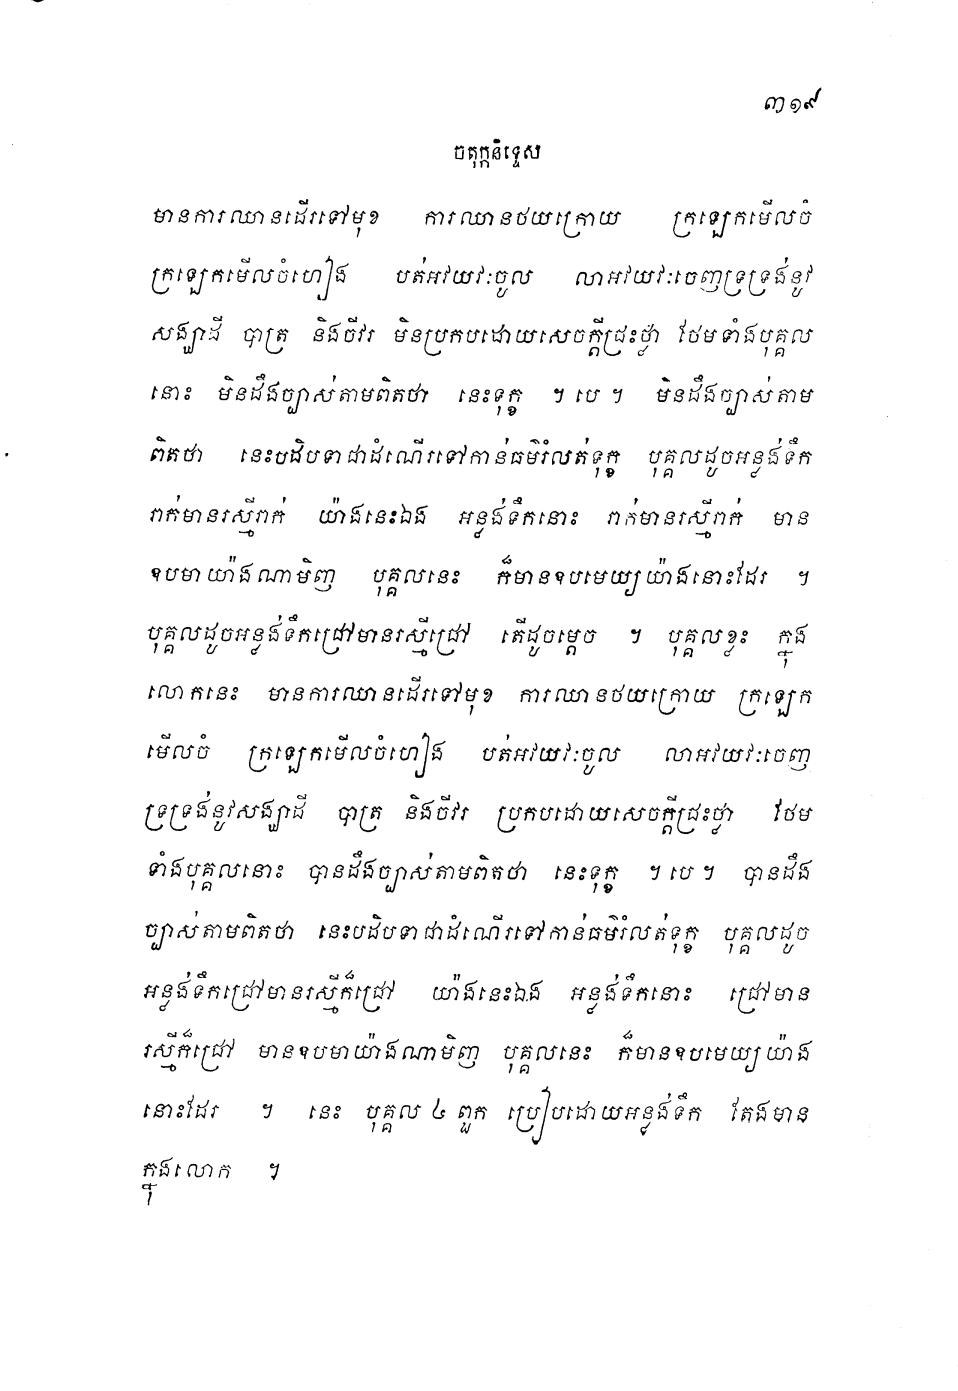 ៣១៩
ចតុក្កនិទ្ទេស
មានការឈានដើរទៅមុខ ការឈានថយក្រោយ ក្រឡេកមើលចំ
ក្រឡេកមើលចំហៀង បត់អវយវៈចូល លាអវយវៈចេញទ្រទ្រង់នូវ
សង្ឃាដី បាត្រ និងចីវរ មិនប្រកបដោយសេចក្តីជ្រះថ្លា ថែមទាំងបុគ្គល
នោះ មិនដឹងច្បាស់តាមពិតថា នេះទុក្ខ ។ បេ ។ មិនដឹងច្បាស់តាម
ពិតថា នេះបដិបទាជាដំណើរទៅកាន់ធម៌រំលត់ទុក្ខ បុគ្គលដូចអន្លង់ទឹក
រាក់មានរស្មីរាក់ យ៉ាងនេះឯង អន្លង់ទឹកនោះ រាក់មានរស្មីរាក់ មាន
ឧបមាយ៉ាងណាមិញ បុគ្គលនេះ ក៏មានឧបមេយ្យយ៉ាងនោះដែរ ។
បុគ្គលដូចអន្លង់ទឹកជ្រៅមានរស្មីជ្រៅ តើដូចម្តេច ។ បុគ្គលខ្លះ ក្នុង
លោកនេះ មានការឈានដើរទៅមុខ ការឈានថយក្រោយ ក្រឡេក
មើលចំ ក្រឡេកមើលចំហៀង បត់អវយវៈចូល លាអវយវៈចេញ
ទ្រទ្រង់នូវសង្ឃាដី បាត្រ និងចីវរ ប្រកបដោយសេចក្តីជ្រះថ្លា ថែម
ទាំងបុគ្គលនោះ បានដឹងច្បាស់តាមពិតថា នេះទុក្ខ ។ បេ ។ បានដឹង
ច្បាស់តាមពិតថា នេះបដិបទាជាដំណើរទៅកាន់ធម៌រំលត់ទុក្ខ បុគ្គលដូច
អន្លង់ទឹកជ្រៅមានរស្មីក៏ជ្រៅ យ៉ាងនេះឯង អន្លង់ទឹកនោះ ជ្រៅមាន
រស្មីក៏ជ្រៅ មានឧបមាយ៉ាងណាមិញ បុគ្គលនេះ ក៏មានឧបមេយ្យយ៉ាង
នោះដែរ ។ នេះ បុគ្គល ៤ ពួក ប្រៀបដោយអន្លង់ទឹក តែងមាន
ក្នុងលោក ។